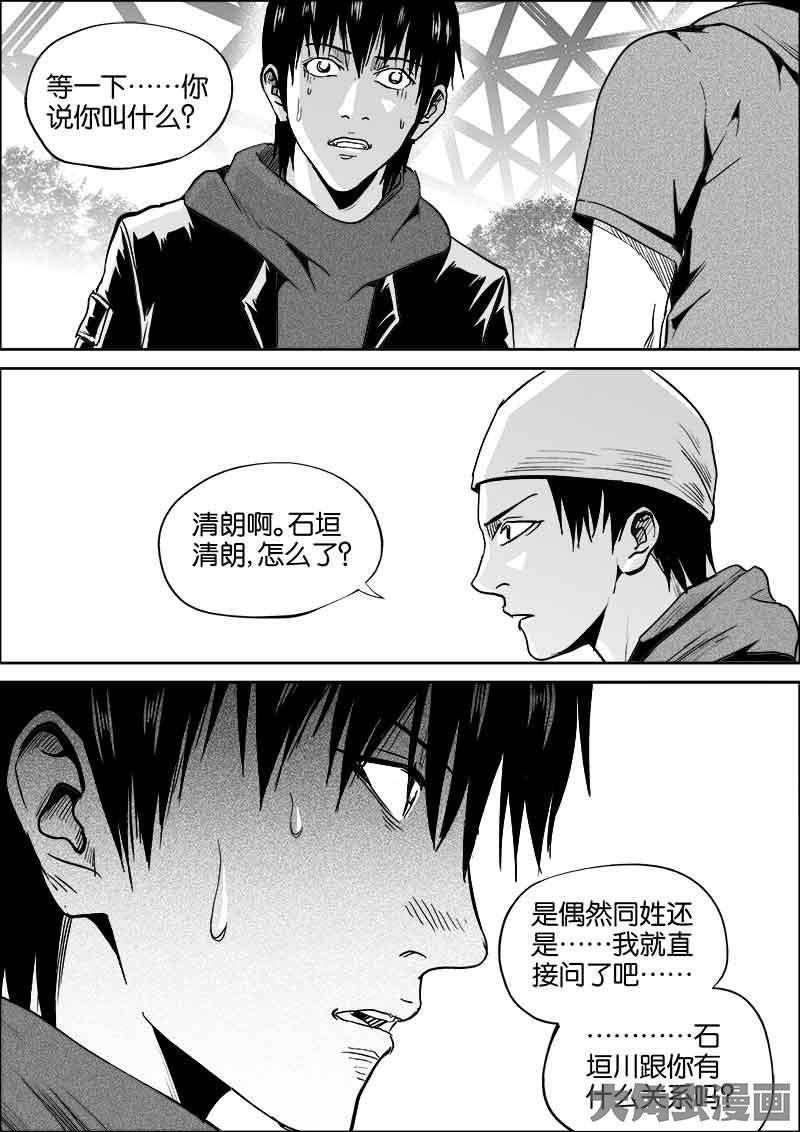 等一下……你
说你叫什么？
清朗啊。石垣
清朗，怎么了？
是偶然同姓还
是……我就直
接问了吧……
…………石
垣川跟你有
什么关系吗？
大角虫漫画